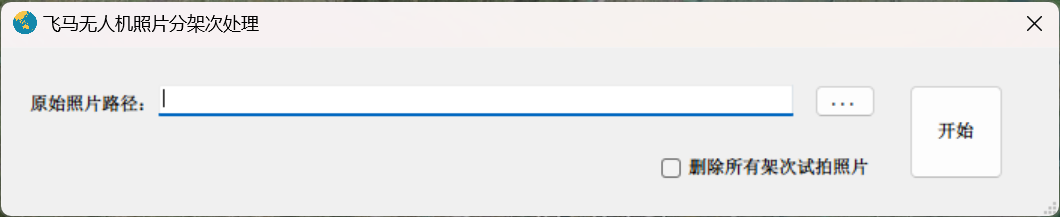 飞马无人机照片分架次处理
原始照片路径：
...
开始
删除所有架次试拍照片